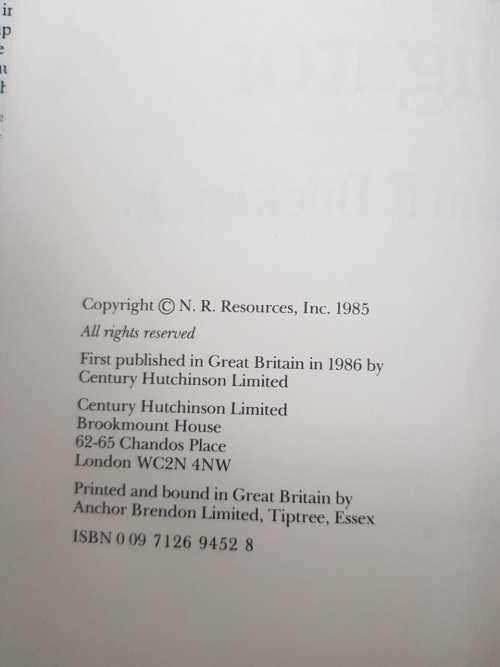 Copyright © N. R. Resources, Inc. 1985
All rights reserved
First published in Great Britain in 1986 by
Century Hutchinson Limited
Century Hutchinson Limited
Brookmount House
62-65 Chandos Place
London WC2N 4NW
Printed and bound in Great Britain by
Anchor Brendon Limited, Tiptree, Essex
ISBN 0 09 7126 9452 8